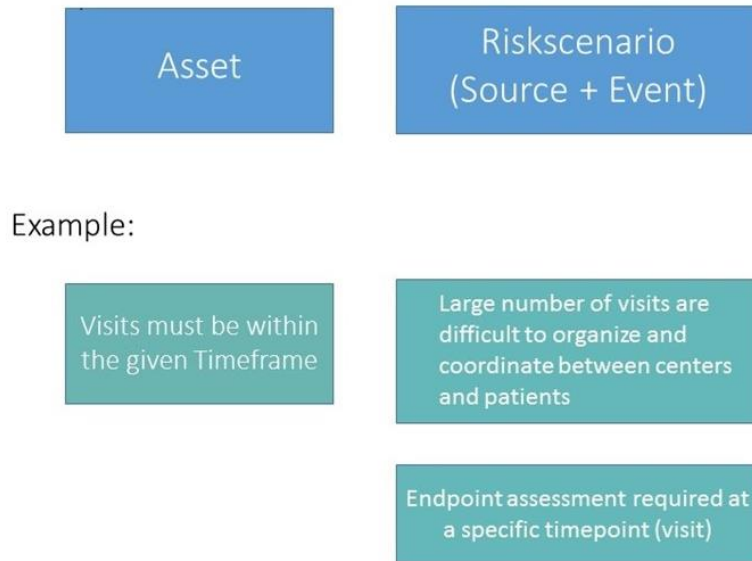 Asset
Riskscenario
(Source + Event)
Example:
Visits must be within
the given Timeframe
Large number of visits are
difficult to organize and
coordinate between centers
and patients
Endpoint assessment required at
a specific timepoint (visit)